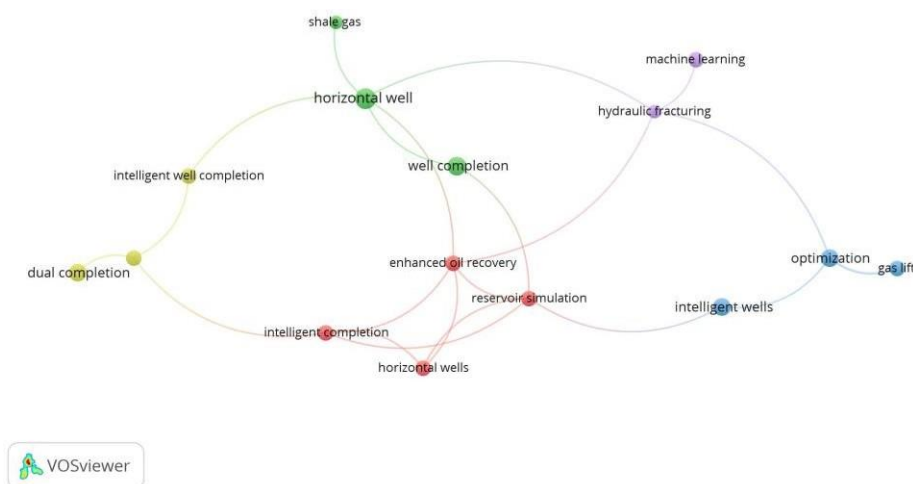 shale gas
machine learning
horizontal well
hydraulic fracturing
well completion
intelligent well completion
enhanced oil recovery
optimization
dual completion
gas lift
reservoir simulation
intelligent wells
intelligent completion
horizontal wells
VOSviewer